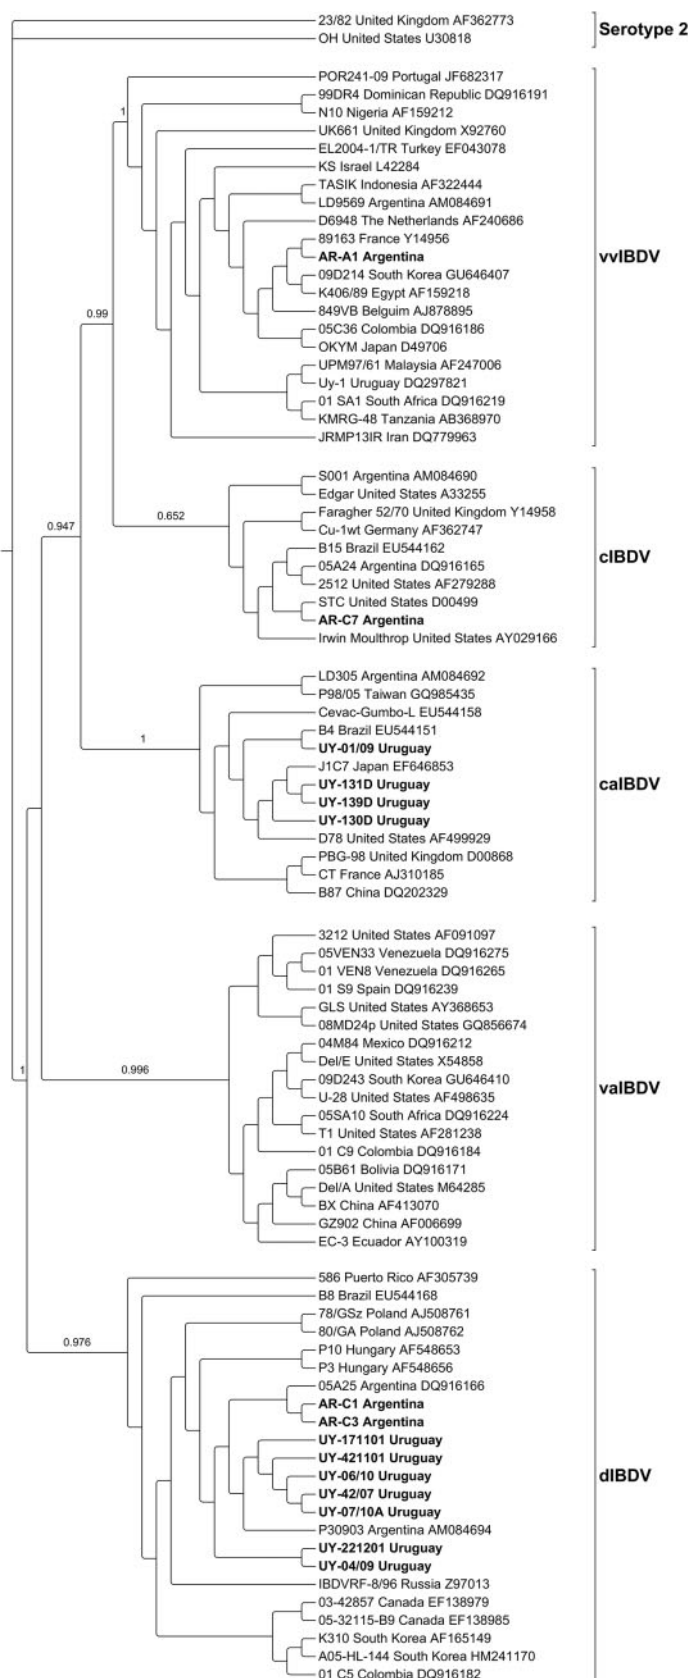 23/82 United Kingdom AF362773
OH United States U30818
Serotype 2
POR241-09 Portugal JF682317
99DR4 Dominican Republic DQ916191
1
N10 Nigeria AF159212
UK661 United Kingdom X92760
EL2004-1/TR Turkey EF043078
KS Israel L42284
TASIK Indonesia AF322444
LD9569 Argentina AM084691
D6948 The Netherlands AF240686
89163 France Y14956
AR-A1 Argentina
vvIBDV
09D214 South Korea GU646407
K406/89 Egypt AF159218
849VB Belguim AJ878895
0.99
05C36 Colombia DQ916186
OKYM Japan D49706
UPM97/61 Malaysia AF247006
Uy-1 Uruguay DQ297821
01 SA1 South Africa DQ916219
KMRG-48 Tanzania AB368970
JRMP13IR Iran DQ779963
S001 Argentina AM084690
Edgar United States A33255
0.652
Faragher 52/70 United Kingdom Y14958
Cu-1wt Germany AF362747
0.947
B15 Brazil EU544162
cIBDV
05A24 Argentina DQ916165
2512 United States AF279288
STC United States D00499
AR-C7 Argentina
Irwin Moulthrop United States AY029166
LD305 Argentina AM084692
P98/05 Taiwan GQ985435
Cevac-Gumbo-L EU544158
B4 Brazil EU544151
1
UY-01/09 Uruguay
J1C7 Japan EF646853
UY-131D Uruguay
caIBDV
UY-139D Uruguay
UY-130D Uruguay
D78 United States AF499929
PBG-98 United Kingdom D00868
CT France AJ310185
B87 China DQ202329
3212 United States AF091097
05VEN33 Venezuela DQ916275
01 VEN8 Venezuela DQ916265
01 S9 Spain DQ916239
GLS United States AY368653
08MD24p United States GQ856674
04M84 Mexico DQ916212
Del/E United States X54858
1
0.996
09D243 South Korea GU646410
vaIBDV
U-28 United States AF498635
05SA10 South Africa DQ916224
T1 United States AF281238
01 C9 Colombia DQ916184
05B61 Bolivia DQ916171
Del/A United States M64285
BX China AF413070
GZ902 China AF006699
EC-3 Ecuador AY100319
586 Puerto Rico AF305739
B8 Brazil EU544168
78/GSz Poland AJ508761
80/GA Poland AJ508762
0.976
P10 Hungary AF548653
P3 Hungary AF548656
05A25 Argentina DQ916166
AR-C1 Argentina
AR-C3 Argentina
UY-171101 Uruguay
UY-421101 Uruguay
UY-06/10 Uruguay
dIBDV
UY-42/07 Uruguay
UY-07/10A Uruguay
P30903 Argentina AM084694
UY-221201 Uruguay
UY-04/09 Uruguay
IBDVRF-8/96 Russia Z97013
03-42857 Canada EF138979
05-32115-B9 Canada EF138985
K310 South Korea AF165149
A05-HL-144 South Korea HM241170
01 C5 Colombia DQ916182